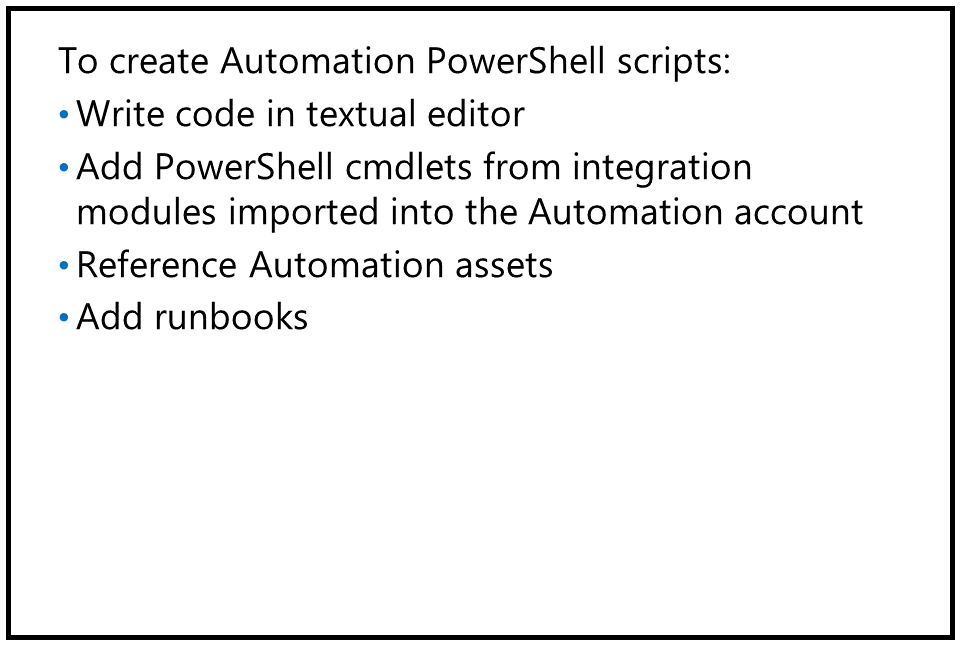 To create Automation PowerShell scripts:
• Write code in textual editor
• Add PowerShell cmdlets from integration
modules imported into the Automation account
• Reference Automation assets
• Add runbooks